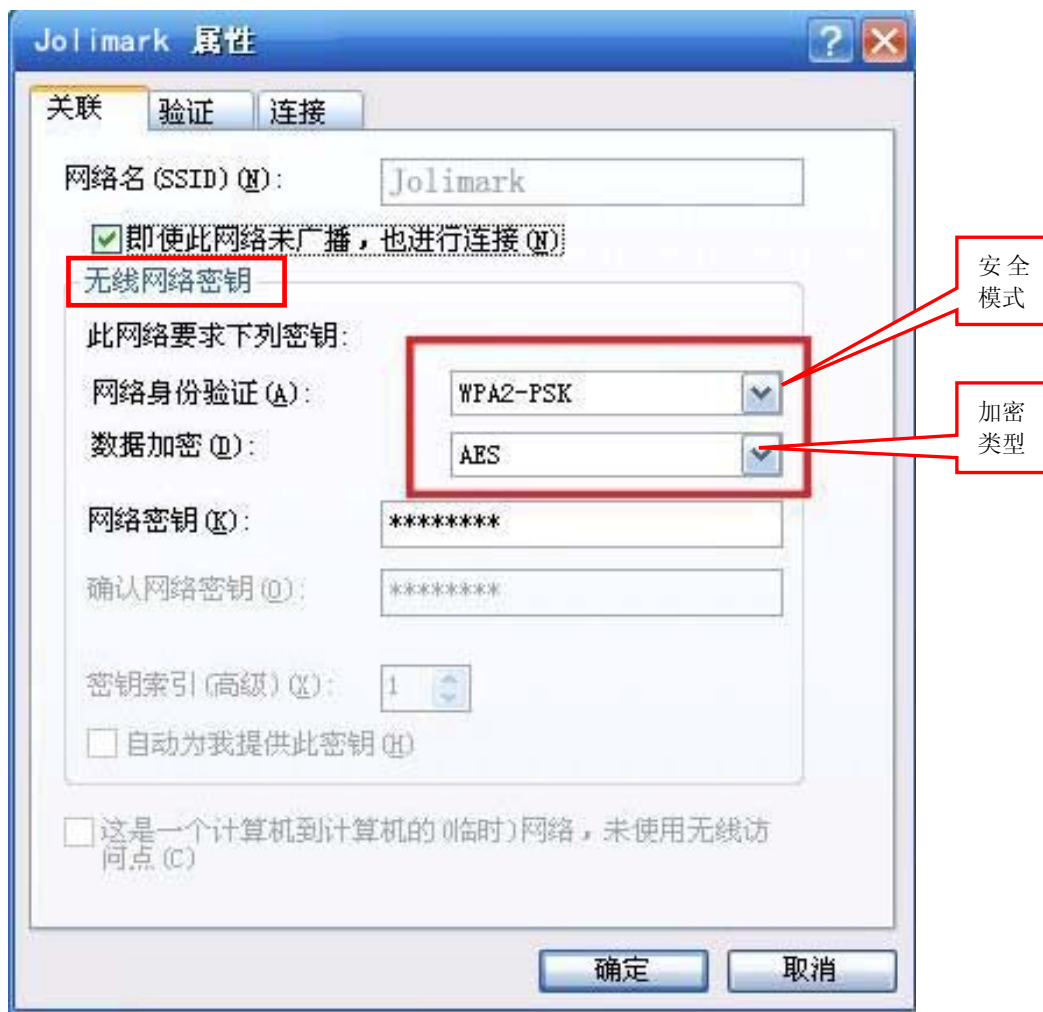 Jolimark 属性
关联
验证
连接
网络名(SSID)(N):
Jolimark
即使此网络未广播，也进行连接(N)
无线网络密钥
此网络要求下列密钥:
网络身份验证(A):
WPA2-PSK
数据加密(D):
AES
网络密钥(K):
********
确认网络密钥(O):
********
密钥索引(高级)(X):
1
自动为我提供此密钥(H)
这是一个计算机到计算机的(临时)网络，未使用无线访
问点(C)
确定
取消
安全
模式
加密
类型